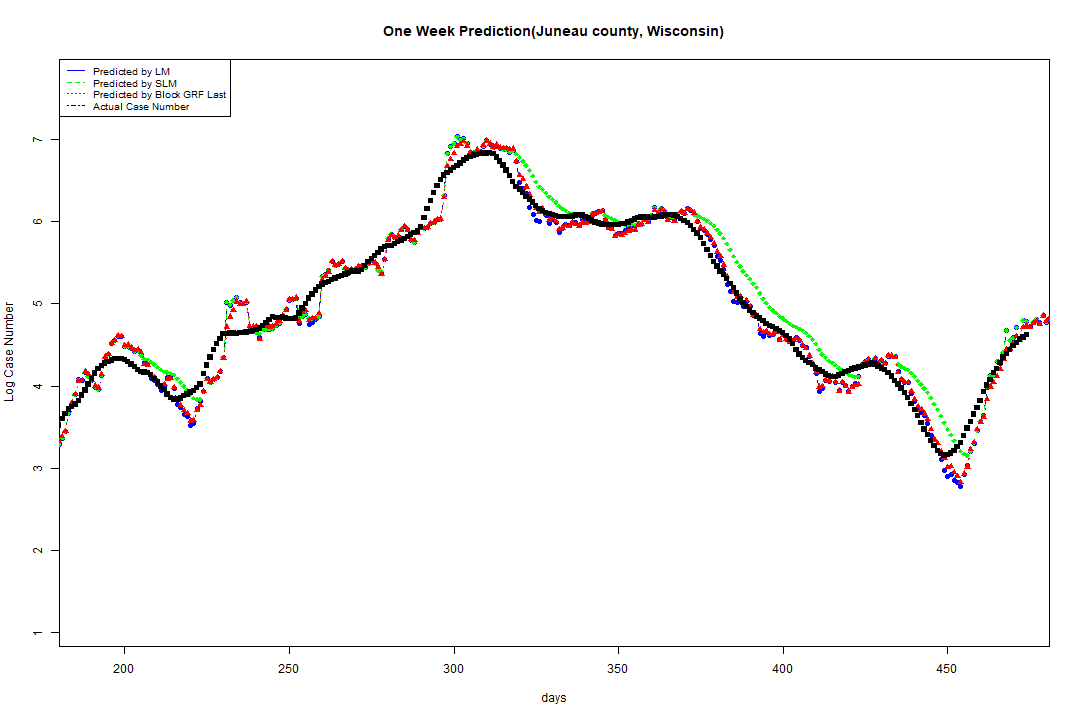 One Week Prediction(Juneau county, Wisconsin)
Predicted by LM
Predicted by SLM
Predicted by Block GRF Last
Actual Case Number
7
6
5
4
3
2
1
Log Case Number
200 250 300 350 400 450
days